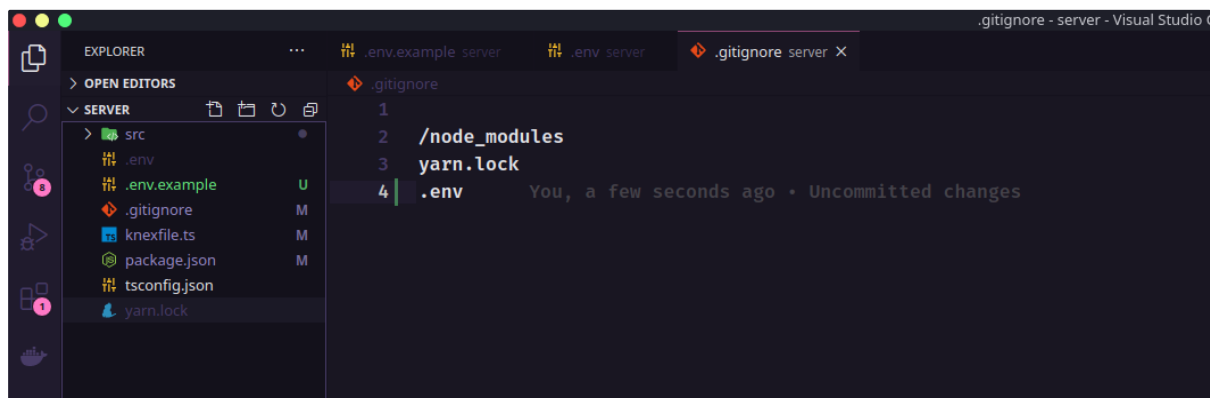 .gitignore - server - Visual Studio
EXPLORER
.env.example server
.env server
.gitignore server
OPEN EDITORS
.gitignore
SERVER
src
.env
.env.example U
.gitignore M
knexfile.ts M
package.json M
tsconfig.json
yarn.lock
8
1
1
2 /node_modules
3 yarn.lock
4 .env You, a few seconds ago • Uncommitted changes